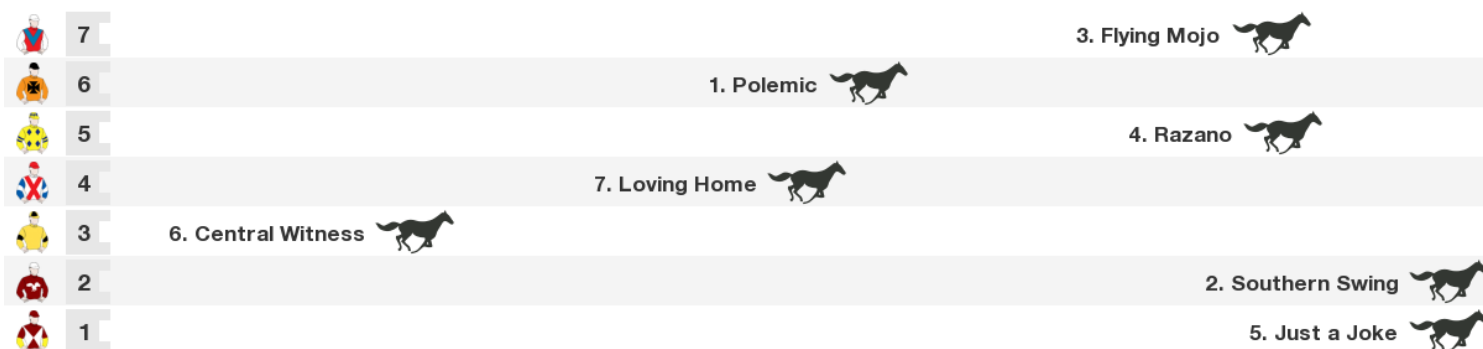 7 3. Flying Mojo
6 1. Polemic
5 4. Razano
4 7. Loving Home
3 6. Central Witness
2 2. Southern Swing
1 5. Just a Joke